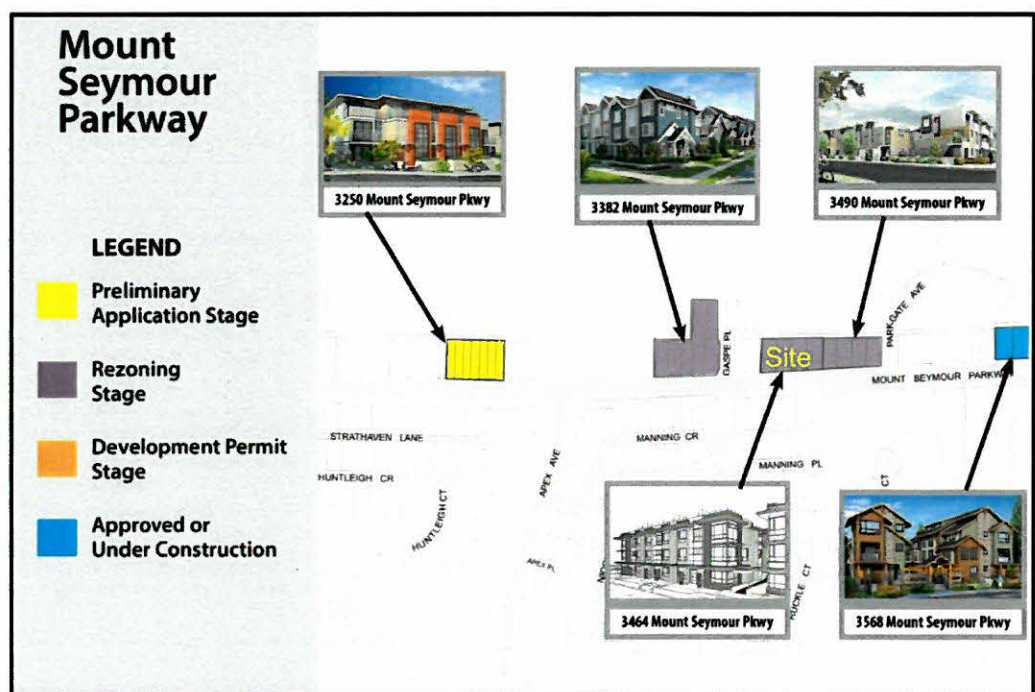 Mount
Seymour
Parkway
LEGEND
Preliminary
Application Stage
Rezoning
Stage
Development Permit
Stage
Approved or
Under Construction
3250 Mount Seymour Pkwy
3382 Mount Seymour Pkwy
3490 Mount Seymour Pkwy
Site
GASPE PL
PARKGATE AVE
MOUNT SEYMOUR PARKW
STRATHAVEN LANE
MANNING CR
HUNTLEIGH CR
MANNING PL
APEX AVE
HUNTLEIGH CT
CT
APEX PL
HUCKLE CT
3464 Mount Seymour Pkwy
3568 Mount Seymour Pkwy